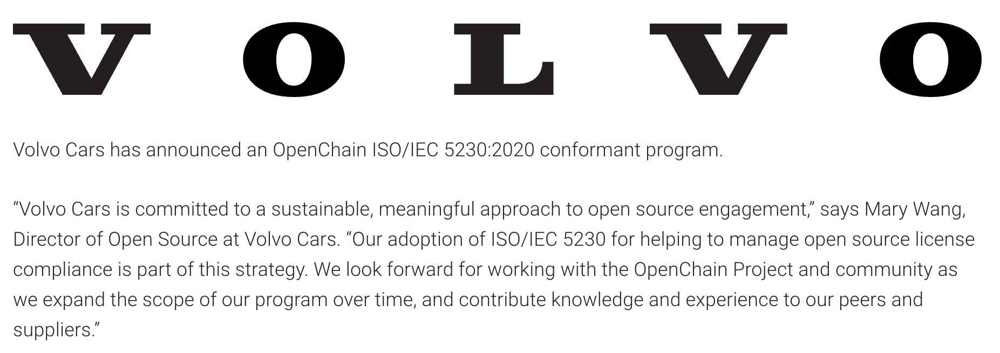 VOLVO
Volvo Cars has announced an OpenChain ISO/IEC 5230:2020 conformant program.
“Volvo Cars is committed to a sustainable, meaningful approach to open source engagement,” says Mary Wang,
Director of Open Source at Volvo Cars. “Our adoption of ISO/IEC 5230 for helping to manage open source license
compliance is part of this strategy. We look forward for working with the OpenChain Project and community as
we expand the scope of our program over time, and contribute knowledge and experience to our peers and
suppliers.”